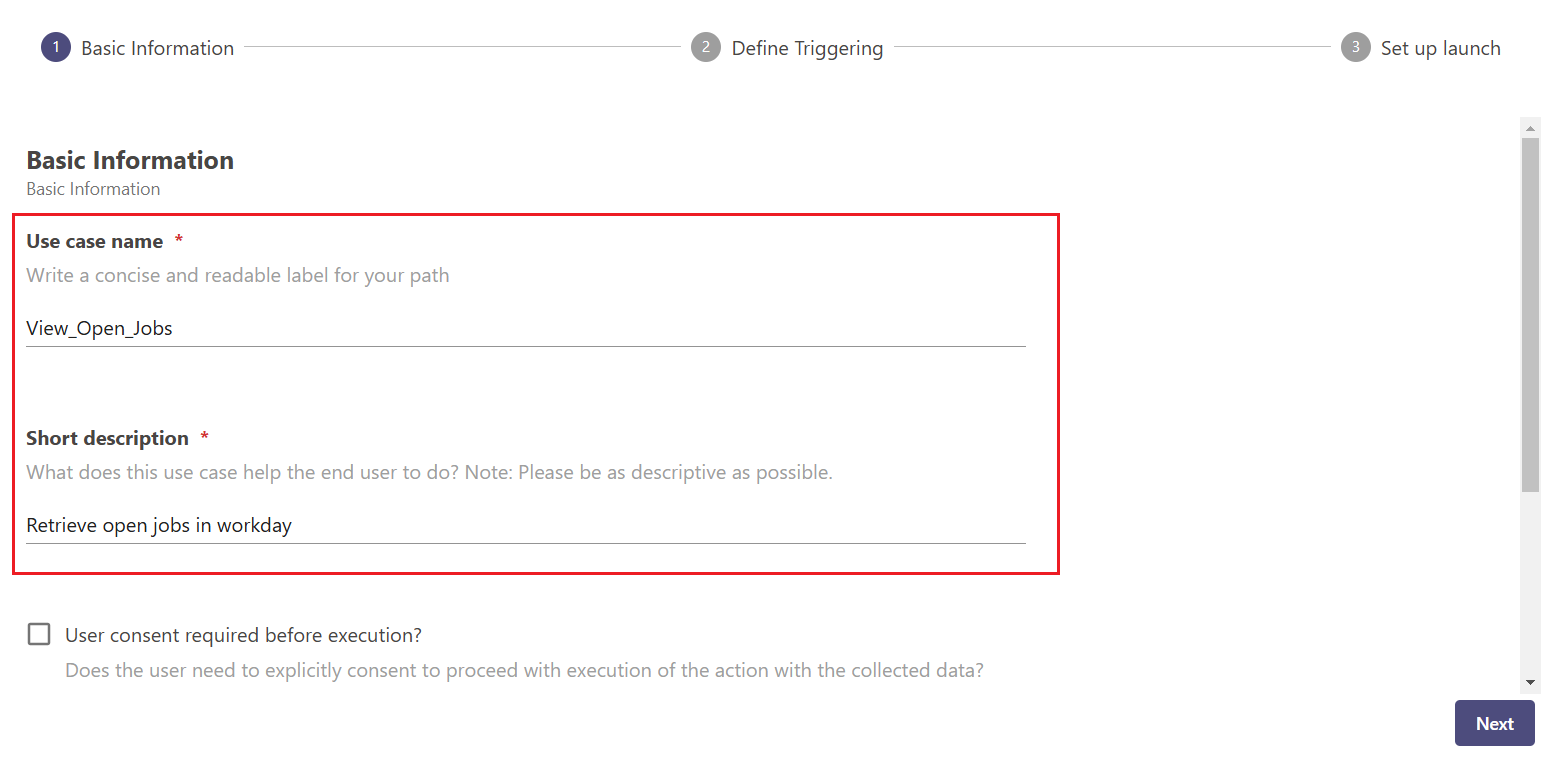 1 Basic Information 2 Define Triggering 3 Set up launch
Basic Information
Basic Information
Use case name *
Write a concise and readable label for your path
View_Open_Jobs
Short description *
What does this use case help the end user to do? Note: Please be as descriptive as possible.
Retrieve open jobs in workday
User consent required before execution?
Does the user need to explicitly consent to proceed with execution of the action with the collected data?
Next